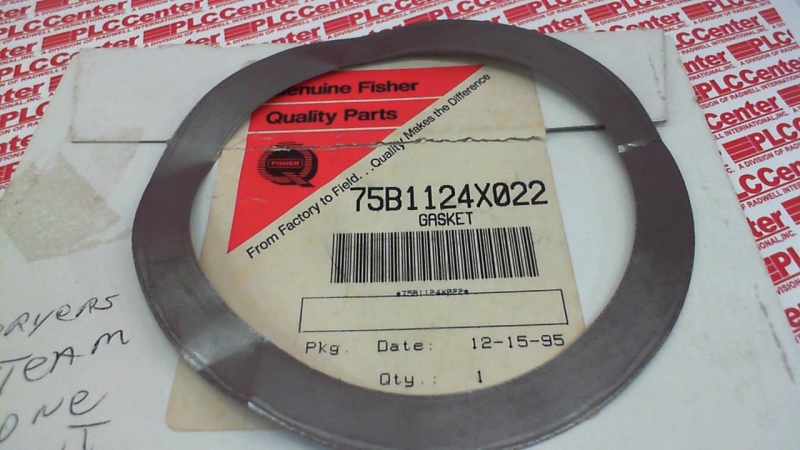 Genuine Fisher
Quality Parts
FISHER
From Factory to Field. . .Quality Makes the Difference
75B1124X022
GASKET
*75B1124X022*
Pkg. Date: 12-15-95
Qty.: 1
DRYERS
STEAM
ONE
PLCCenter
A DIVISION OF RADWELL INTERNATIONAL, INC.